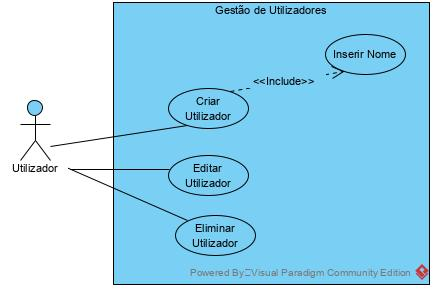 Gestão de Utilizadores
Inserir Nome
<<Include>>
Criar
Utilizador
Utilizador
Editar
Utilizador
Eliminar
Utilizador
Powered By Visual Paradigm Community Edition